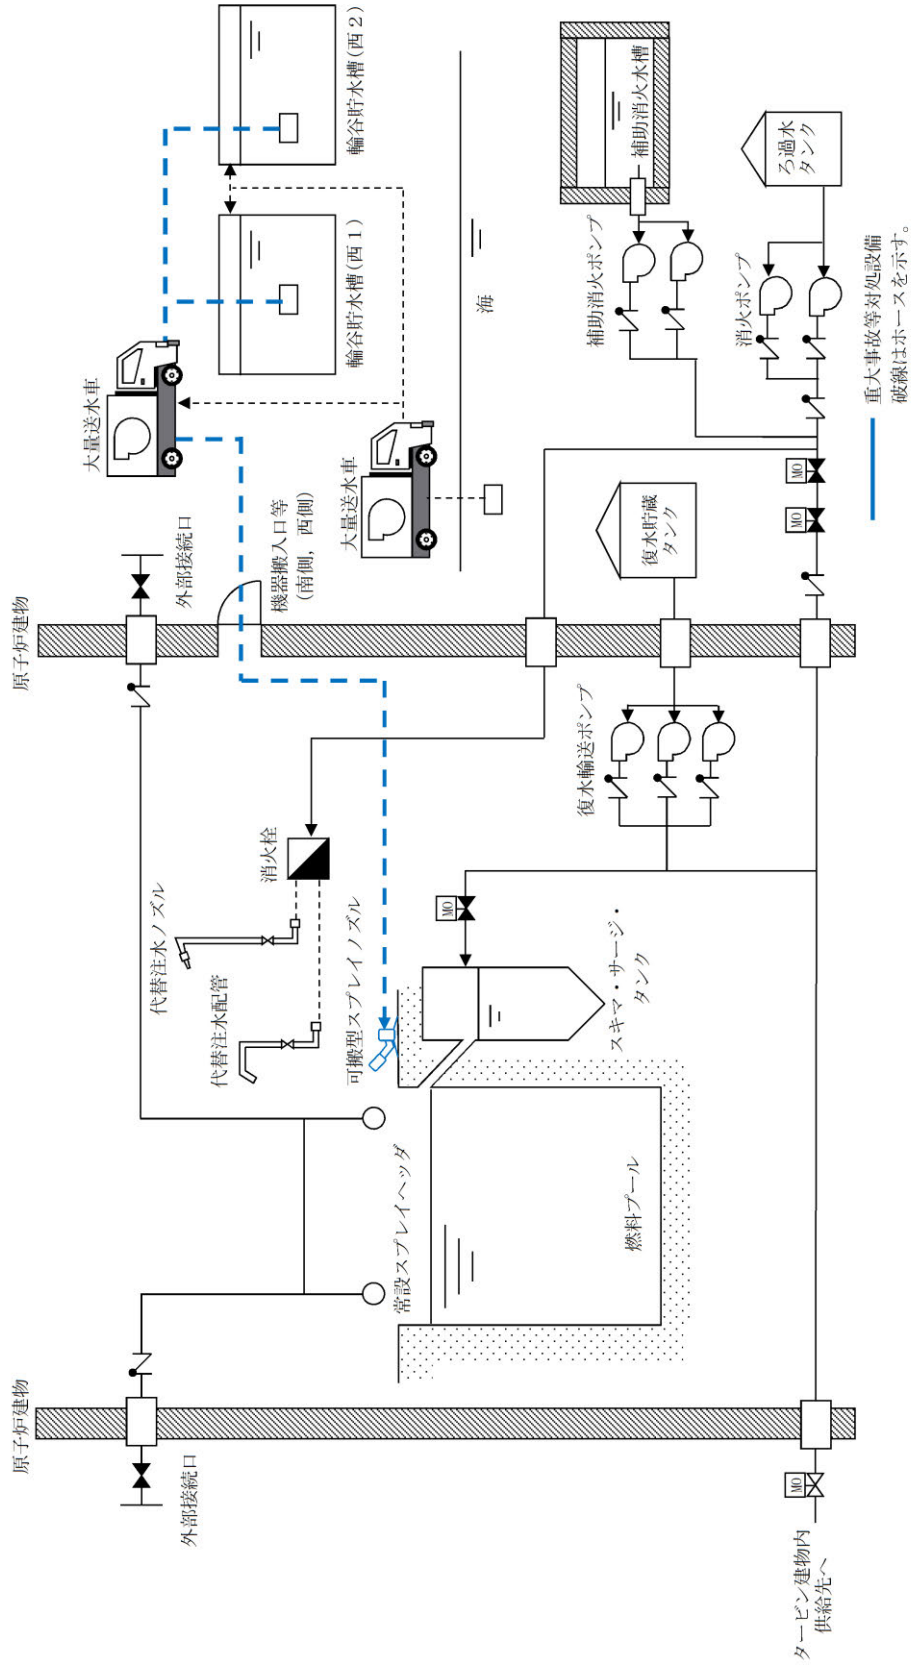 原子炉建物
外部接続口
タービン建物内
供給先へ
MO
常設スプレイヘッダ
燃料プール
代替注水ノズル
代替注水配管
可搬型スプレイノズル
消火栓
スキマ・サージ・
タンク
MO
復水輸送ポンプ
原子炉建物
外部接続口
機器搬入口等
(南側，西側)
復水貯蔵
タンク
MO
MO
大量送水車
大量送水車
輪谷貯水槽(西１)
輪谷貯水槽(西２)
海
補助消火ポンプ
補助消火水槽
消火ポンプ
ろ過水
タンク
重大事故等対処設備
破線はホースを示す。